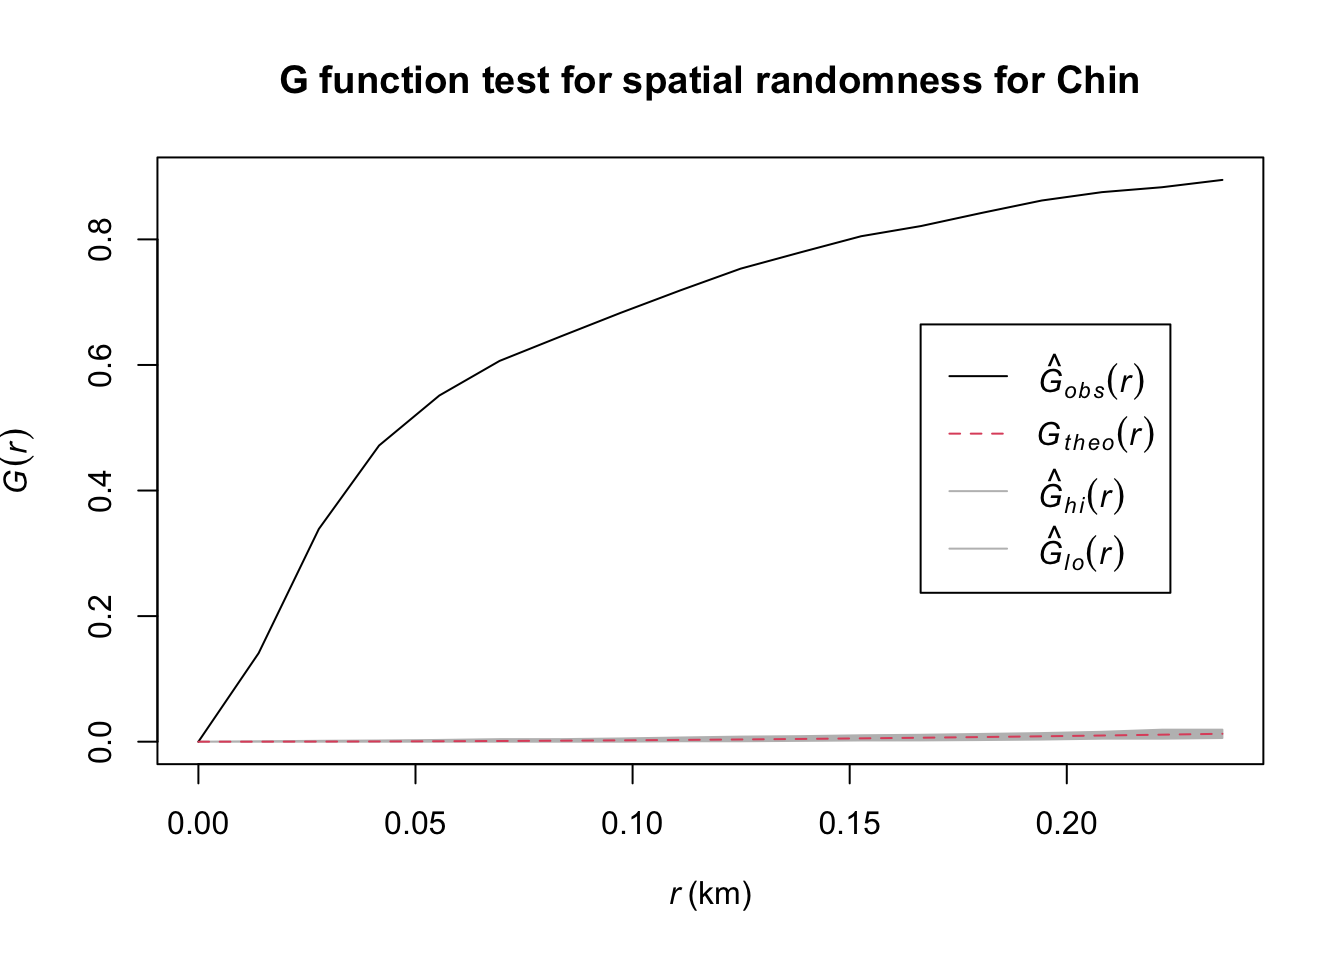 G function test for spatial randomness for Chin
G(r)
0.8
0.6
0.4
0.2
0.0
Ĝobs(r)
Gtheo(r)
Ĝhi(r)
Ĝlo(r)
0.00 0.05 0.10 0.15 0.20
r (km)